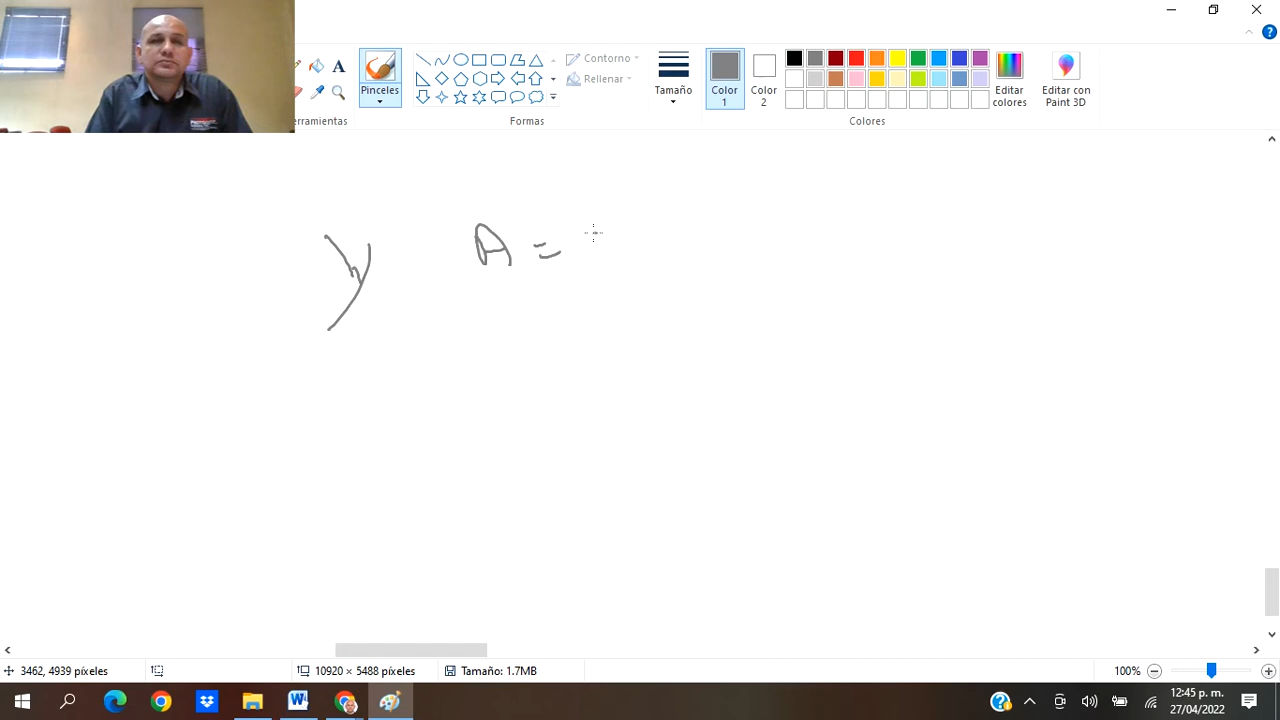 Contorno
A
Pinceles
Rellenar
Tamaño
Color 1
Color 2
Editar colores
Editar con Paint 3D
Formas
Colores
y A =
3462, 4939 píxeles
10920 × 5488 píxeles
Tamaño: 1.7MB
100%
W
12:45 p. m.
27/04/2022